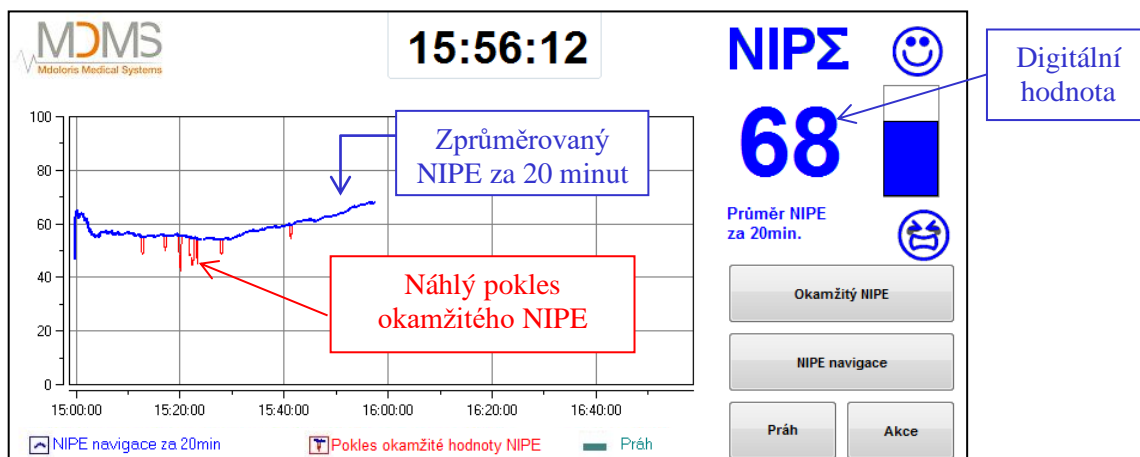 MDMS
Mdoloris Medical Systems
15:56:12
NIPΣ
68
Průměr NIPE
za 20min.
Digitální
hodnota
Zprůměrovaný
NIPE za 20 minut
Náhlý pokles
okamžitého NIPE
100
80
60
40
20
0
15:00:00 15:20:00 15:40:00 16:00:00 16:20:00 16:40:00
NIPE navigace za 20min Pokles okamžité hodnoty NIPE Práh
Okamžitý NIPE
NIPE navigace
Práh Akce